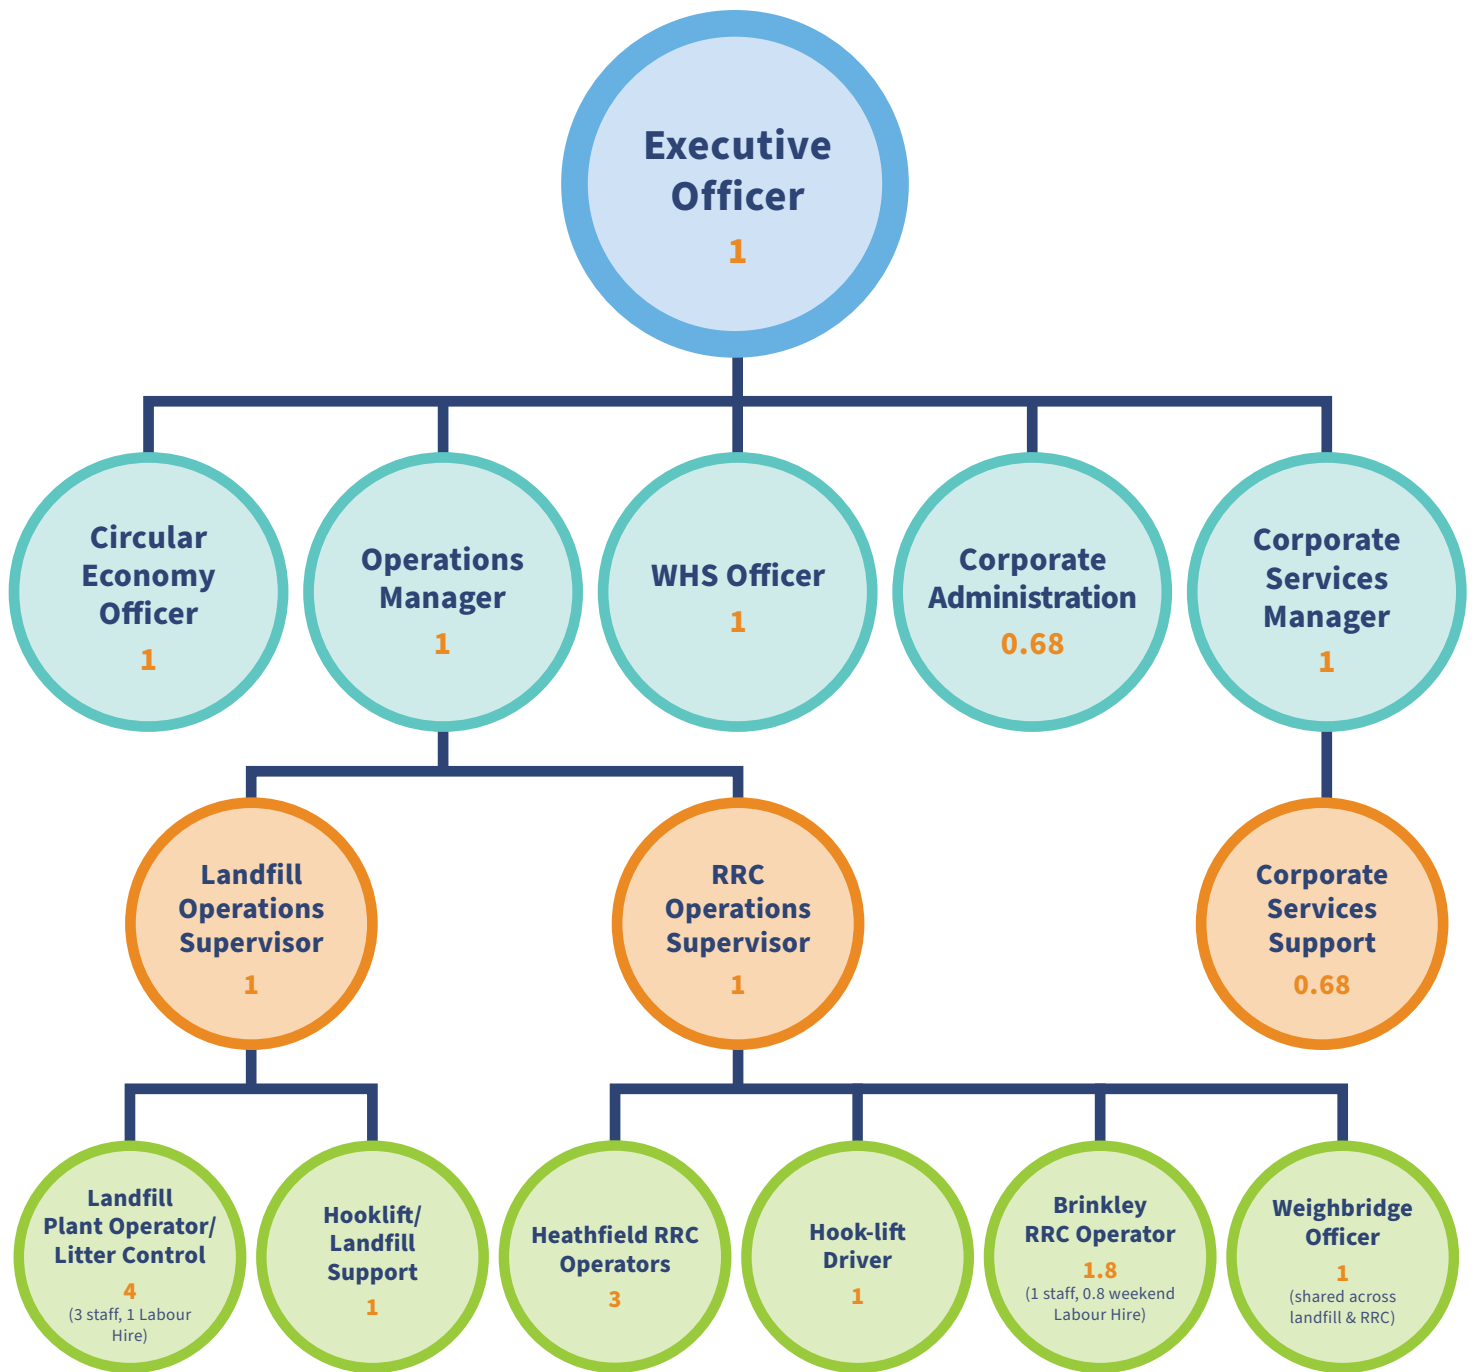 Executive
Officer
1
Circular
Economy
Officer
1
Operations
Manager
1
WHS Officer
1
Corporate
Administration
0.68
Corporate
Services
Manager
1
Landfill
Operations
Supervisor
1
RRC
Operations
Supervisor
1
Corporate
Services
Support
0.68
Landfill
Plant Operator/
Litter Control
4
(3 staff, 1 Labour
Hire)
Hooklift/
Landfill
Support
1
Heathfield RRC
Operators
3
Hook-lift
Driver
1
Brinkley
RRC Operator
1.8
(1 staff, 0.8 weekend
Labour Hire)
Weighbridge
Officer
1
(shared across
landfill & RRC)